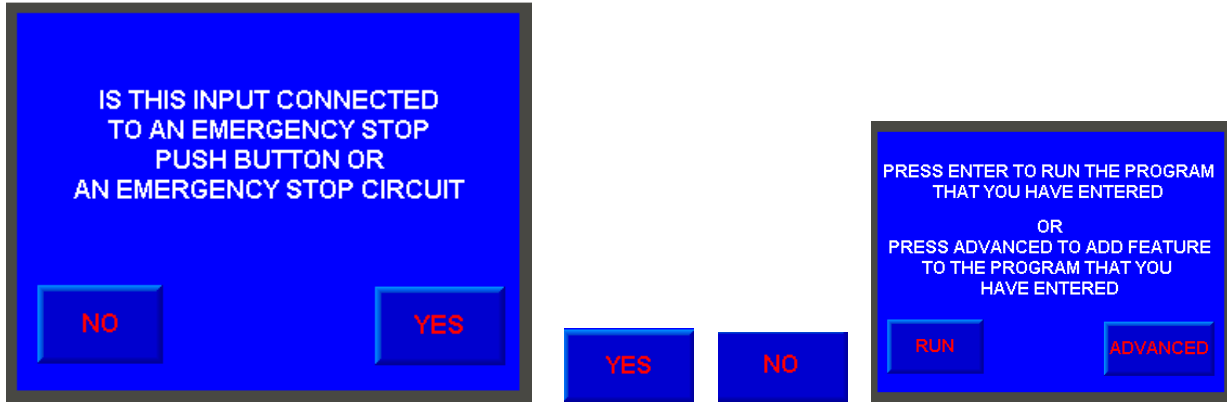 IS THIS INPUT CONNECTED
TO AN EMERGENCY STOP
PUSH BUTTON OR
AN EMERGENCY STOP CIRCUIT
NO
YES
YES
NO
PRESS ENTER TO RUN THE PROGRAM
THAT YOU HAVE ENTERED
OR
PRESS ADVANCED TO ADD FEATURE
TO THE PROGRAM THAT YOU
HAVE ENTERED
RUN
ADVANCED